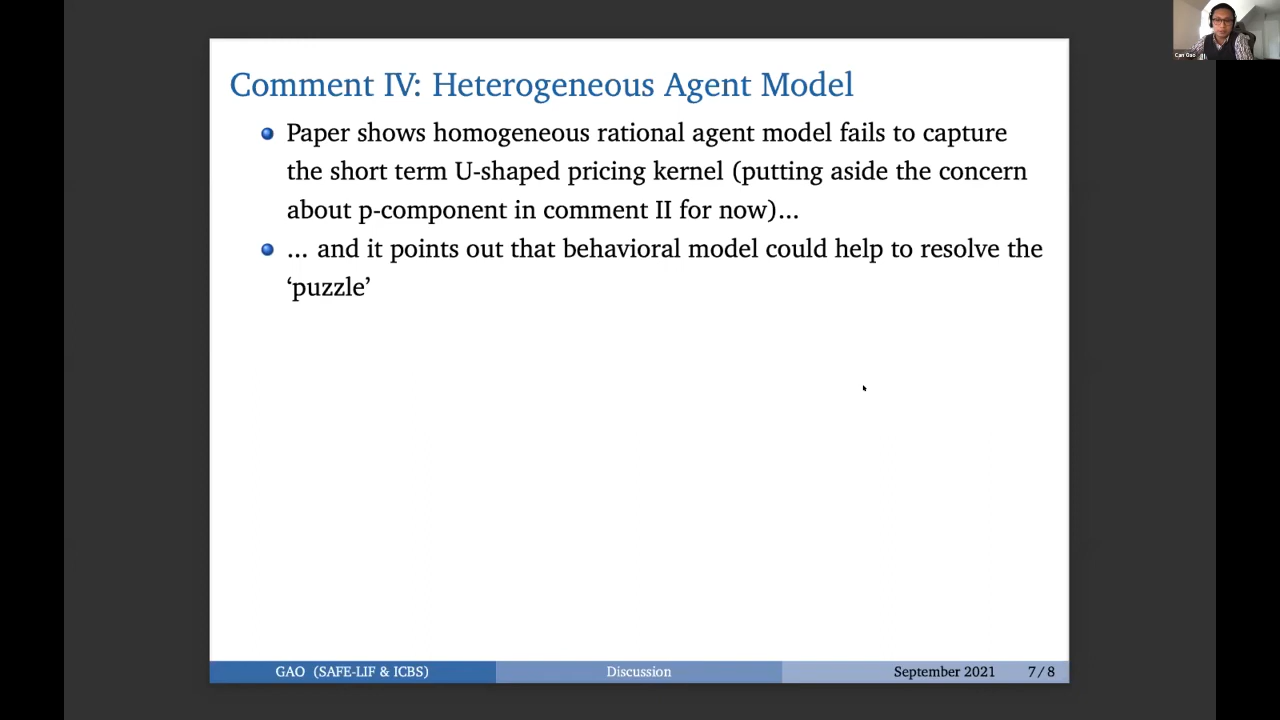 Can Gao
Comment IV: Heterogeneous Agent Model
Paper shows homogeneous rational agent model fails to capture
the short term U-shaped pricing kernel (putting aside the concern
about p-component in comment II for now)...
... and it points out that behavioral model could help to resolve the
‘puzzle’
GAO (SAFE-LIF & ICBS) Discussion September 2021 7 / 8